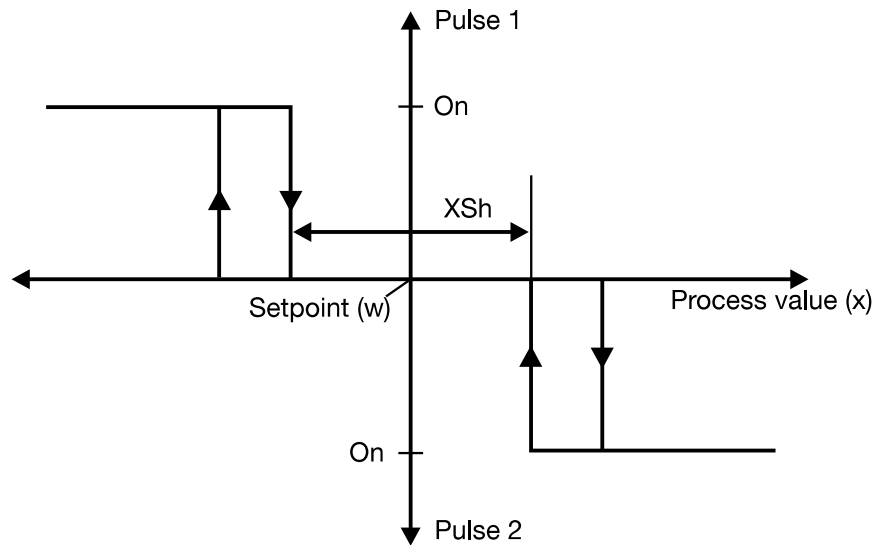 Pulse 1
On
XSh
Setpoint (w)
Process value (x)
On
Pulse 2